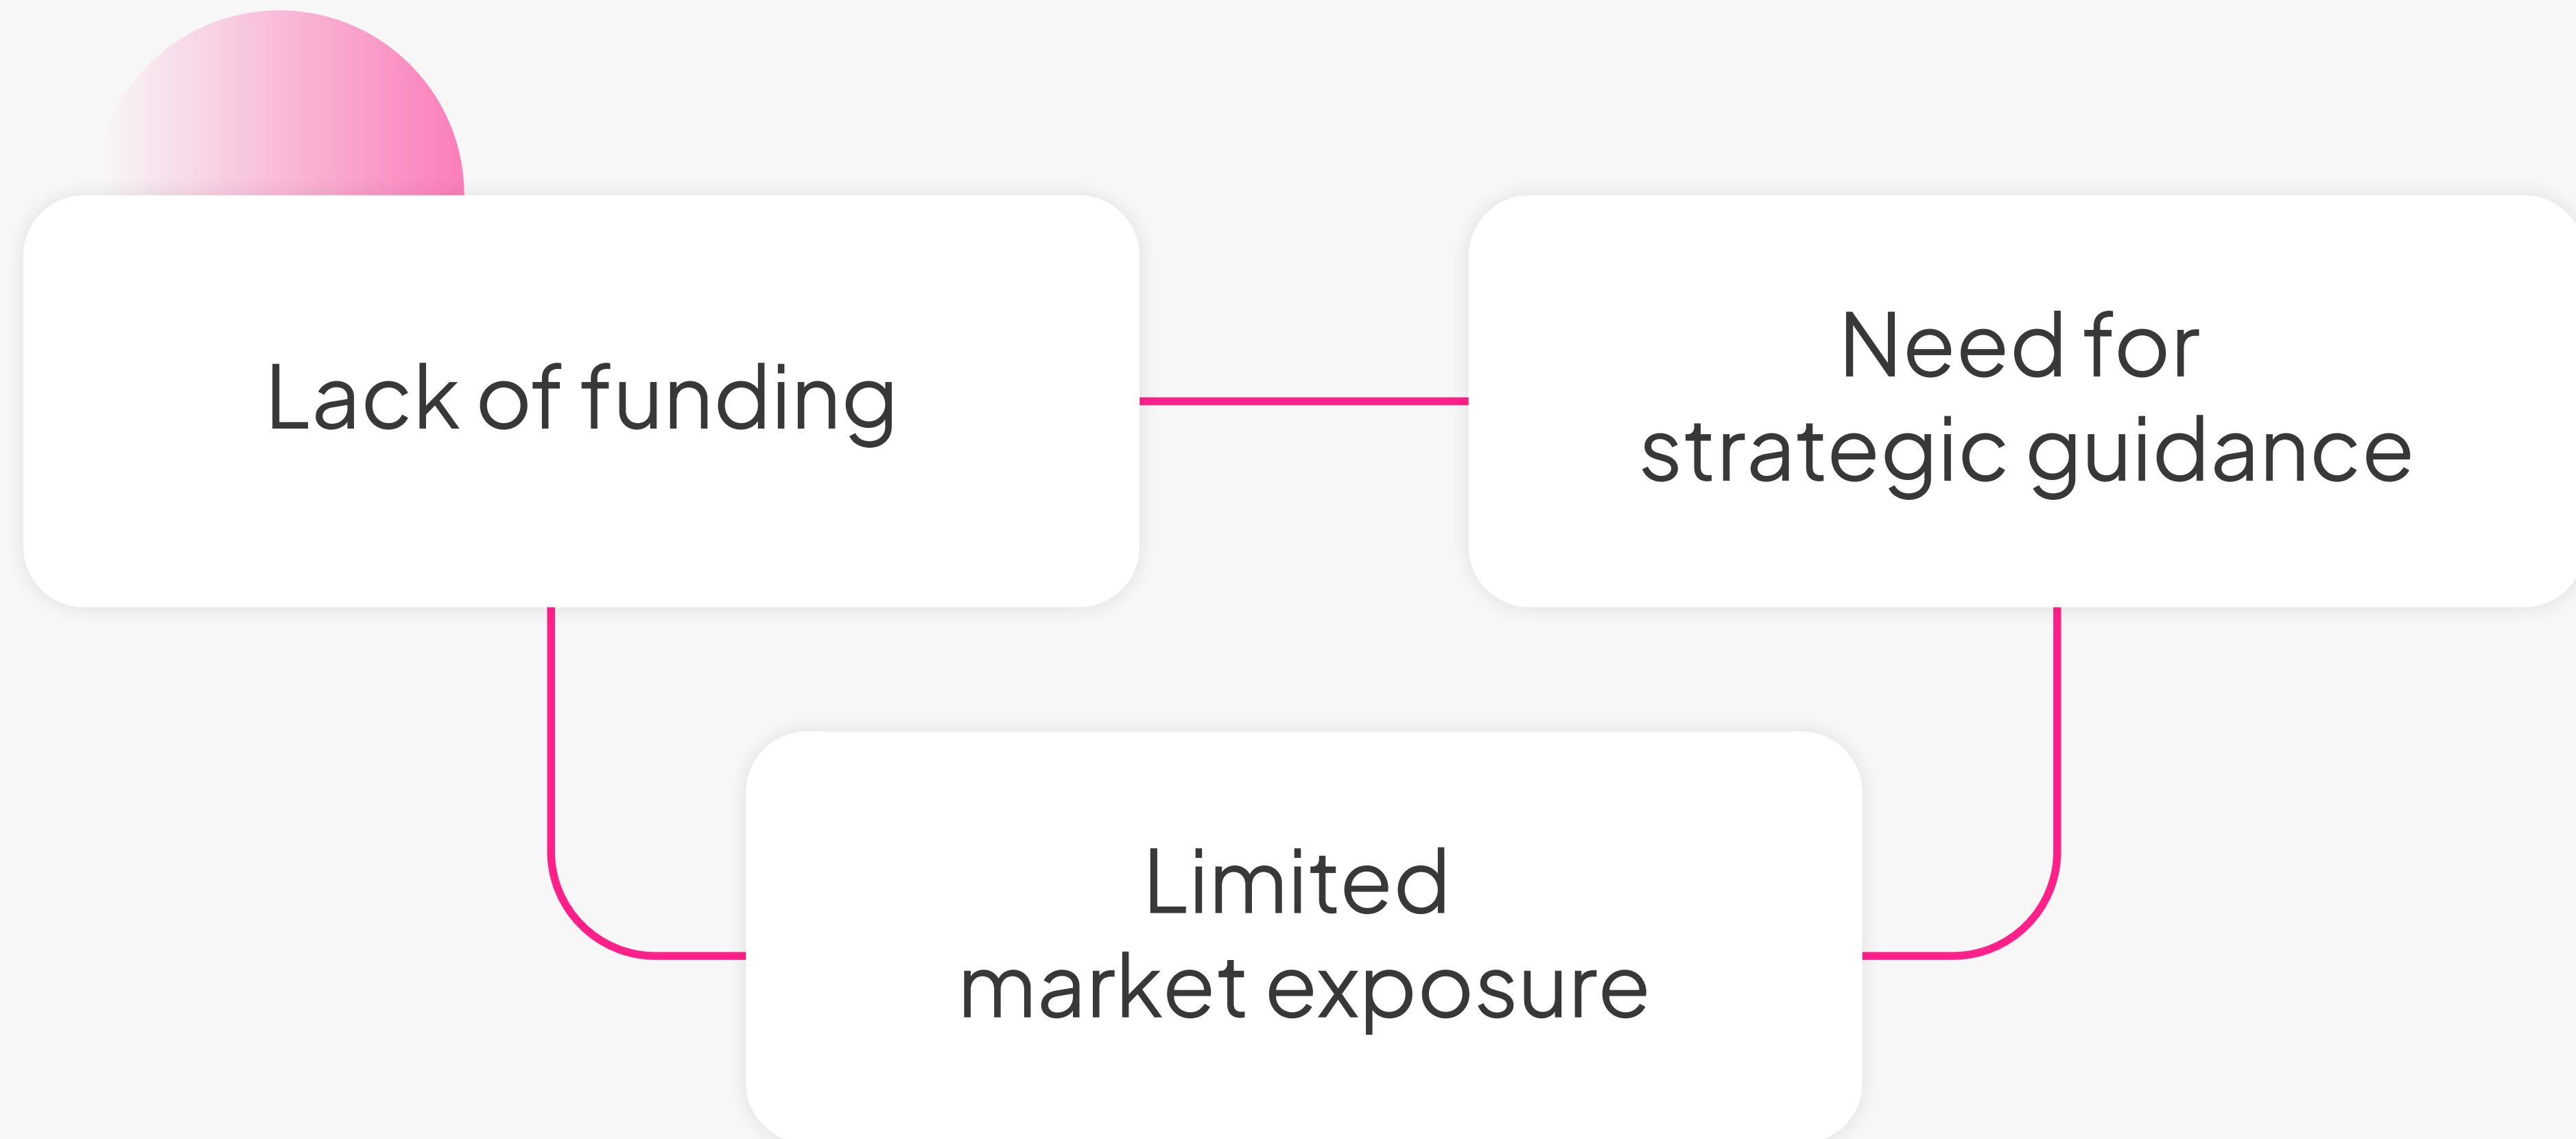 Lack of funding
Need for
strategic guidance
Limited
market exposure